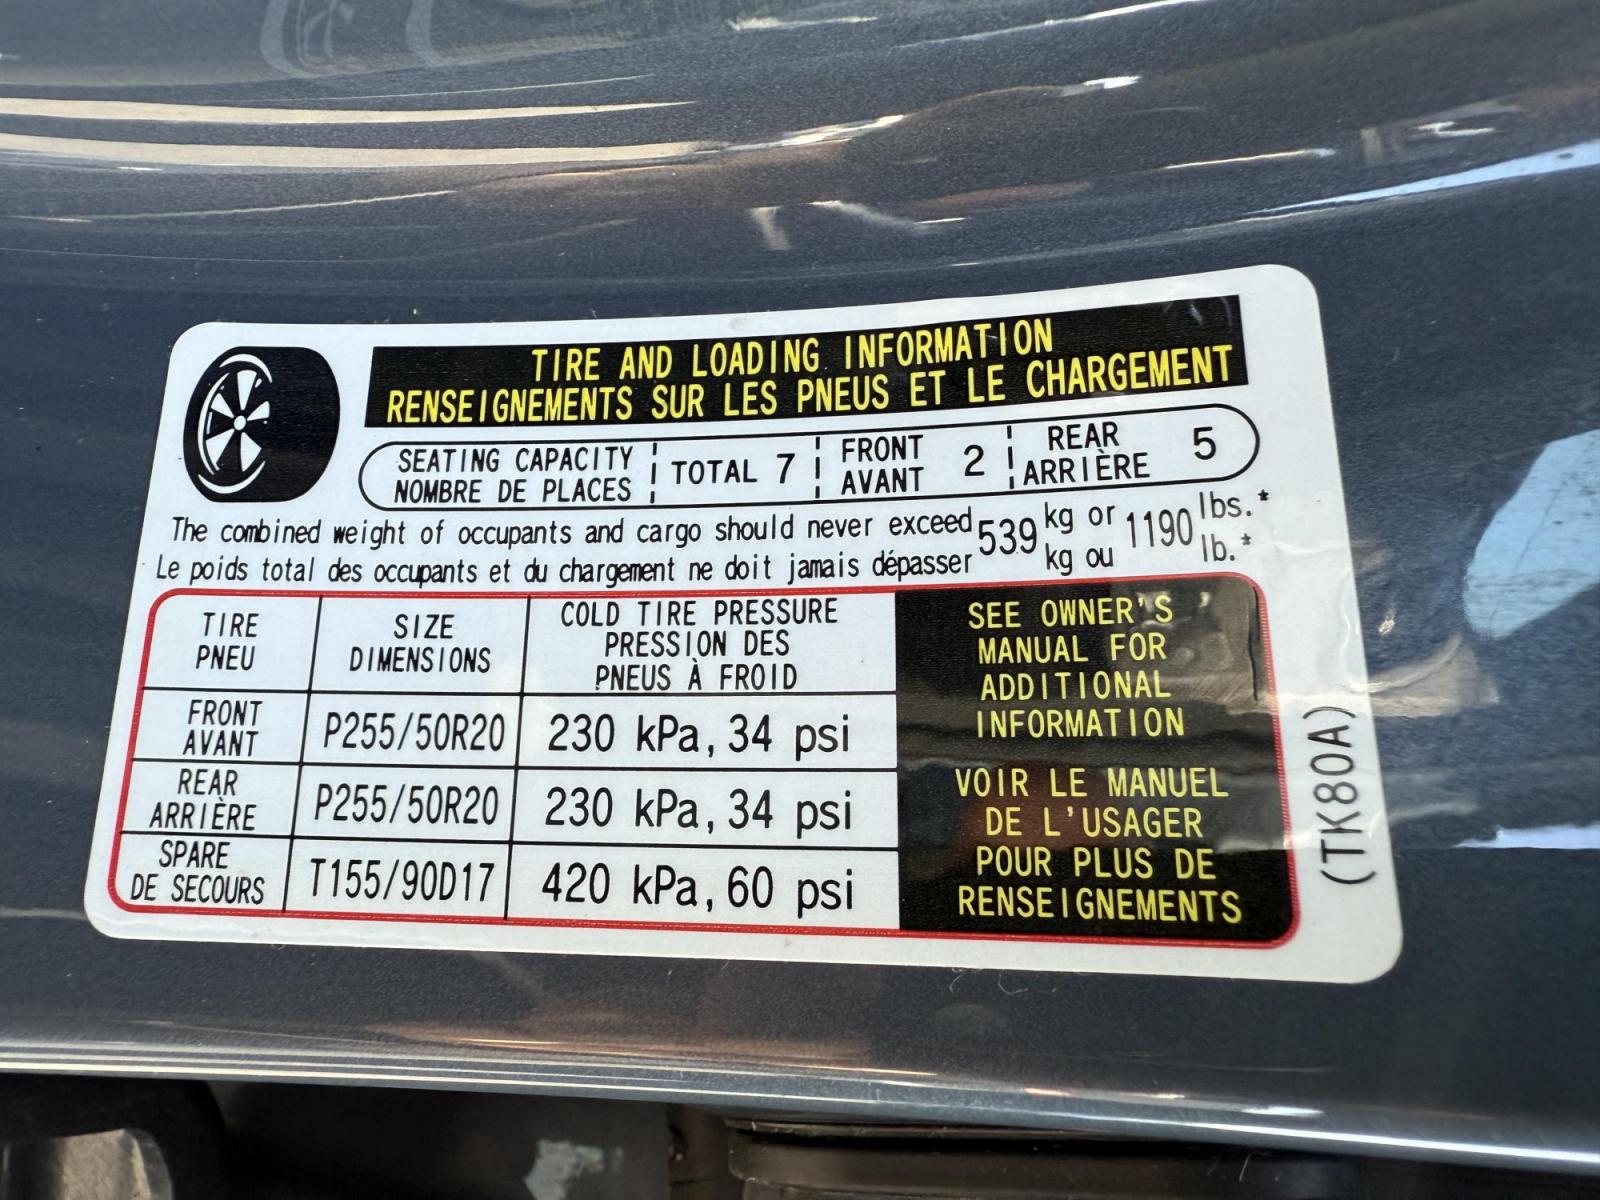 TIRE AND LOADING INFORMATION
RENSEIGNEMENTS SUR LES PNEUS ET LE CHARGEMENT
SEATING CAPACITY
NOMBRE DE PLACES
TOTAL 7
FRONT
AVANT
2
REAR
ARRIÈRE
5
The combined weight of occupants and cargo should never exceed 539 kg or 1190 lbs.*
Le poids total des occupants et du chargement ne doit jamais dépasser kg ou lb.*
TIRE
PNEU
SIZE
DIMENSIONS
COLD TIRE PRESSURE
PRESSION DES
PNEUS À FROID
FRONT
AVANT
P255/50R20
230 kPa, 34 psi
REAR
ARRIÈRE
P255/50R20
230 kPa, 34 psi
SPARE
DE SECOURS
T155/90D17
420 kPa, 60 psi
SEE OWNER'S
MANUAL FOR
ADDITIONAL
INFORMATION
VOIR LE MANUEL
DE L'USAGER
POUR PLUS DE
RENSEIGNEMENTS
(TK80A)